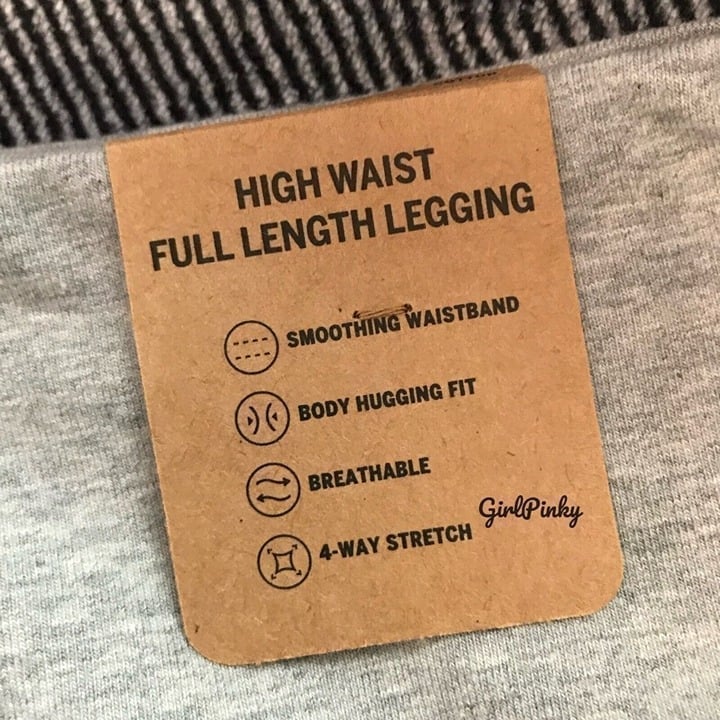 HIGH WAIST
FULL LENGTH LEGGING
SMOOTHING WAISTBAND
BODY HUGGING FIT
BREATHABLE
GirlPinky
4-WAY STRETCH